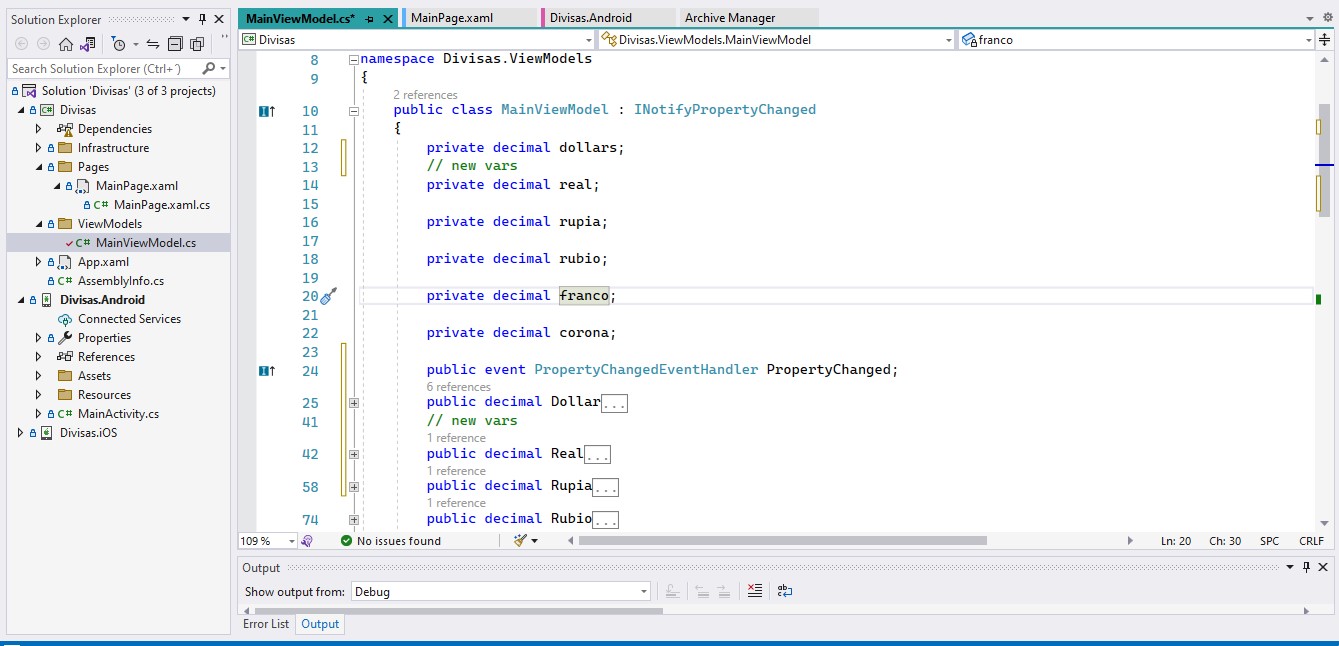 Solution Explorer
MainViewModel.cs*
MainPage.xaml
Divisas.Android
Archive Manager
Divisas
Divisas.ViewModels.MainViewModel
franco
Search Solution Explorer (Ctrl+´)
Solution 'Divisas' (3 of 3 projects)
Divisas
Dependencies
Infrastructure
Pages
MainPage.xaml
C# MainPage.xaml.cs
ViewModels
C# MainViewModel.cs
App.xaml
C# AssemblyInfo.cs
Divisas.Android
Connected Services
Properties
References
Assets
Resources
C# MainActivity.cs
Divisas.iOS
8 namespace Divisas.ViewModels
9 {
2 references
10 public class MainViewModel : INotifyPropertyChanged
11 {
12 private decimal dollars;
13 // new vars
14 private decimal real;
15
16 private decimal rupia;
17
18 private decimal rubio;
19
20 private decimal franco;
21
22 private decimal corona;
23
24 public event PropertyChangedEventHandler PropertyChanged;
6 references
25 public decimal Dollar...
41 // new vars
1 reference
42 public decimal Real...
1 reference
58 public decimal Rupia...
1 reference
74 public decimal Rubio...
109 %
No issues found
Ln: 20 Ch: 30 SPC CRLF
Output
Show output from: Debug
Error List Output